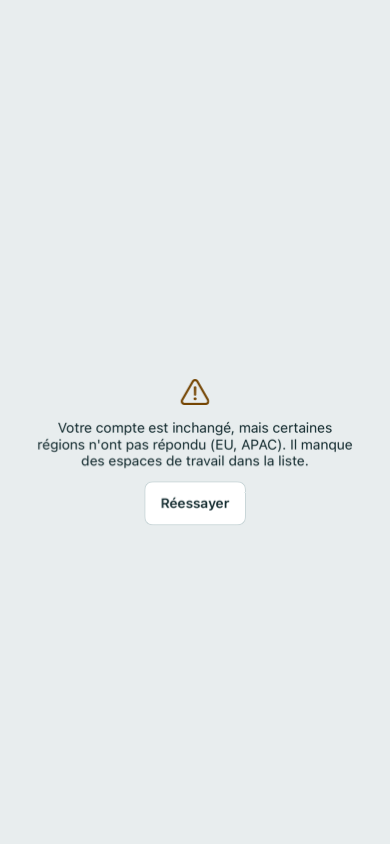 Votre compte est inchangé, mais certaines
régions n'ont pas répondu (EU, APAC). Il manque
des espaces de travail dans la liste.
Réessayer